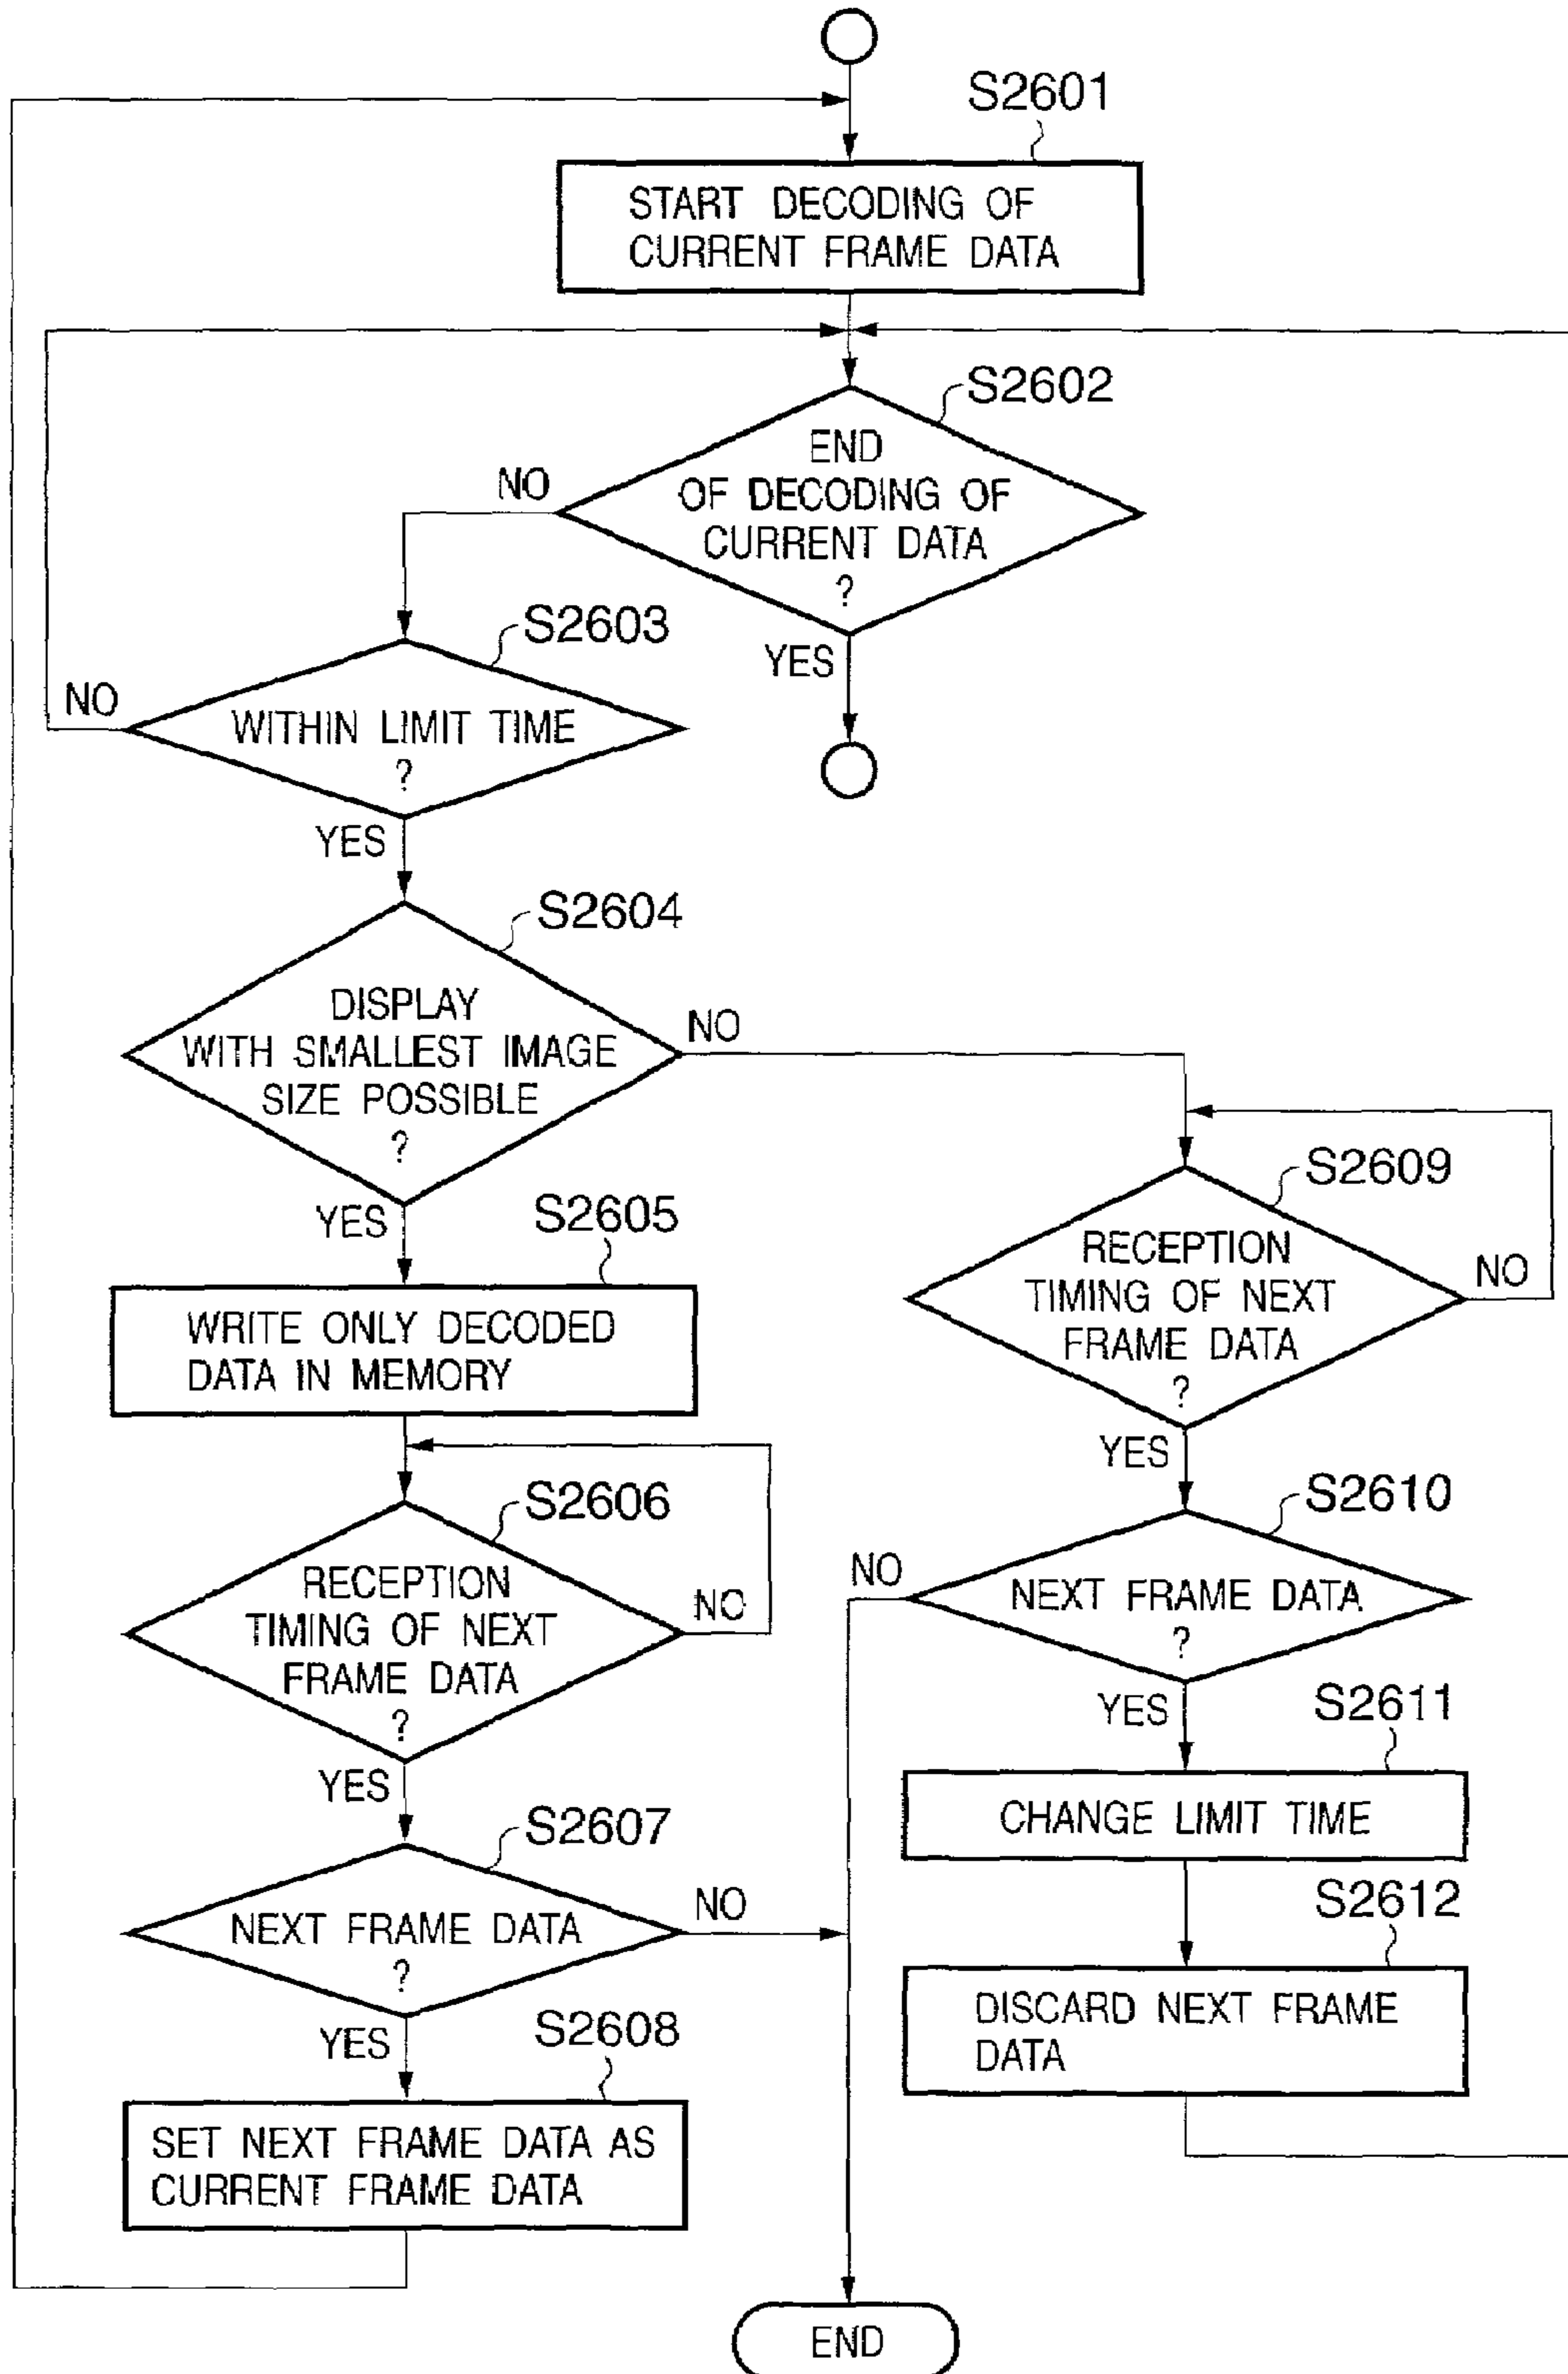 S2601
START DECODING OF
CURRENT FRAME DATA
S2602
END
OF DECODING OF
CURRENT DATA
?
NO
YES
S2603
WITHIN LIMIT TIME
?
NO
YES
S2604
DISPLAY
WITH SMALLEST IMAGE
SIZE POSSIBLE
?
NO
YES
S2605
WRITE ONLY DECODED
DATA IN MEMORY
S2606
RECEPTION
TIMING OF NEXT
FRAME DATA
?
NO
YES
S2607
NEXT FRAME DATA
?
NO
YES
S2608
SET NEXT FRAME DATA AS
CURRENT FRAME DATA
S2609
RECEPTION
TIMING OF NEXT
FRAME DATA
?
NO
YES
S2610
NEXT FRAME DATA
?
NO
YES
S2611
CHANGE LIMIT TIME
S2612
DISCARD NEXT FRAME
DATA
END